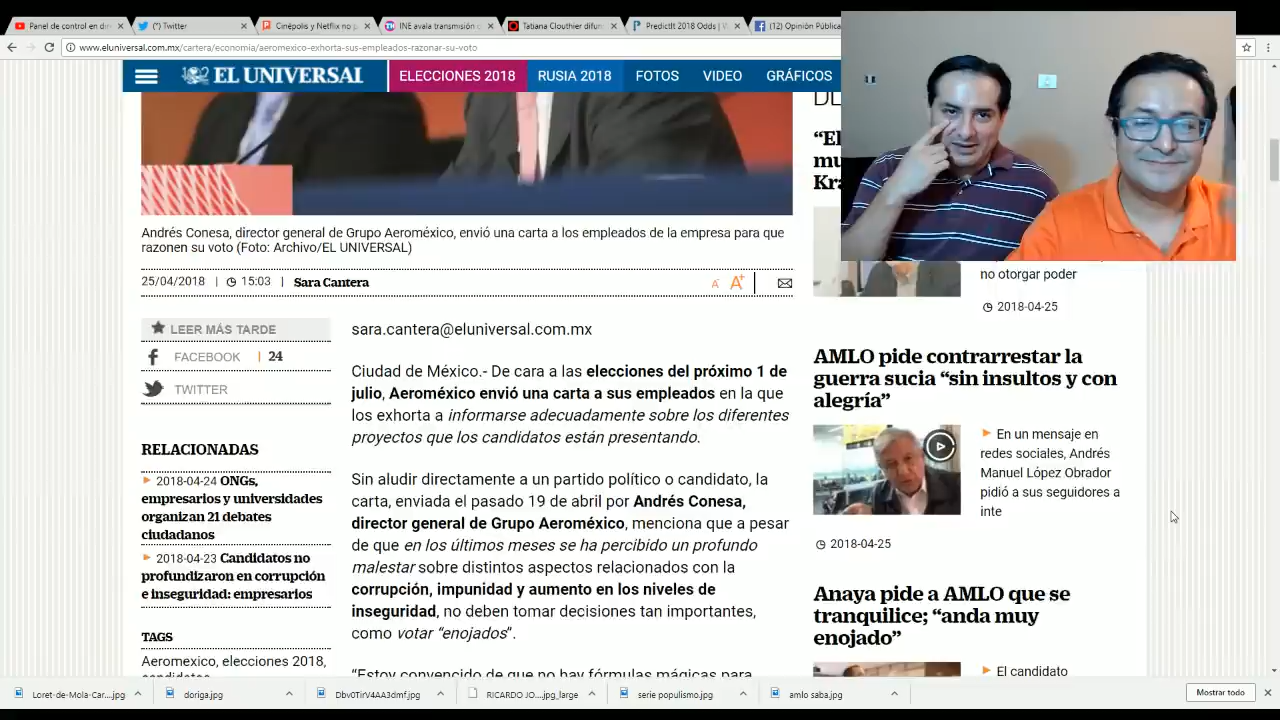 Panel de control en di
(*) Twitter
Cinépolis y Netflix no p
INE avala transmisión c
Tatiana Clouthier difun
PredictIt 2018 Odds | V
(12) Opinión Pública
www.eluniversal.com.mx/cartera/economia/aeromexico-exhorta-sus-empleados-razonar-su-voto
EL UNIVERSAL
ELECCIONES 2018
RUSIA 2018
FOTOS
VIDEO
GRÁFICOS
Andrés Conesa, director general de Grupo Aeroméxico, envió una carta a los empleados de la empresa para que
razonen su voto (Foto: Archivo/EL UNIVERSAL)
25/04/2018 | 15:03 | Sara Cantera
A- A+
LEER MÁS TARDE
FACEBOOK | 24
TWITTER
RELACIONADAS
2018-04-24 ONGs,
empresarios y universidades
organizan 21 debates
ciudadanos
2018-04-23 Candidatos no
profundizaron en corrupción
e inseguridad: empresarios
TAGS
Aeromexico, elecciones 2018,
sara.cantera@eluniversal.com.mx
Ciudad de México.- De cara a las elecciones del próximo 1 de
julio, Aeroméxico envió una carta a sus empleados en la que
los exhorta a informarse adecuadamente sobre los diferentes
proyectos que los candidatos están presentando.
Sin aludir directamente a un partido político o candidato, la
carta, enviada el pasado 19 de abril por Andrés Conesa,
director general de Grupo Aeroméxico, menciona que a pesar
de que en los últimos meses se ha percibido un profundo
malestar sobre distintos aspectos relacionados con la
corrupción, impunidad y aumento en los niveles de
inseguridad, no deben tomar decisiones tan importantes,
como votar “enojados”.
“Estoy convencido de que no hay fórmulas mágicas para
“El
mu
Kra
no otorgar poder
2018-04-25
AMLO pide contrarrestar la
guerra sucia “sin insultos y con
alegría”
En un mensaje en
redes sociales, Andrés
Manuel López Obrador
pidió a sus seguidores a
inte
2018-04-25
Anaya pide a AMLO que se
tranquilice; “anda muy
enojado”
El candidato
Loret-de-Mola-Car....jpg
doriga.jpg
Dbv0TirV4AA3dmf.jpg
RICARDO JO....jpg_large
serie populismo.jpg
amlo saba.jpg
Mostrar todo